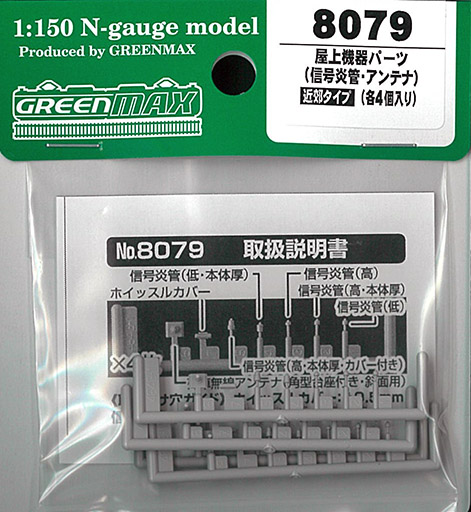 1:150 N-gauge model
Produced by GREENMAX
GREENMAX
8079
屋上機器パーツ
(信号炎管・アンテナ)
近郊タイプ (各4個入り)
No.8079 取扱説明書
信号炎管(低・本体厚)
信号炎管(高)
ホイッスルカバー
信号炎管(高・本体厚)
信号炎管(低)
信号炎管(高・本体厚・カバー付き)
無線アンテナ(角型台座付き・斜面用)